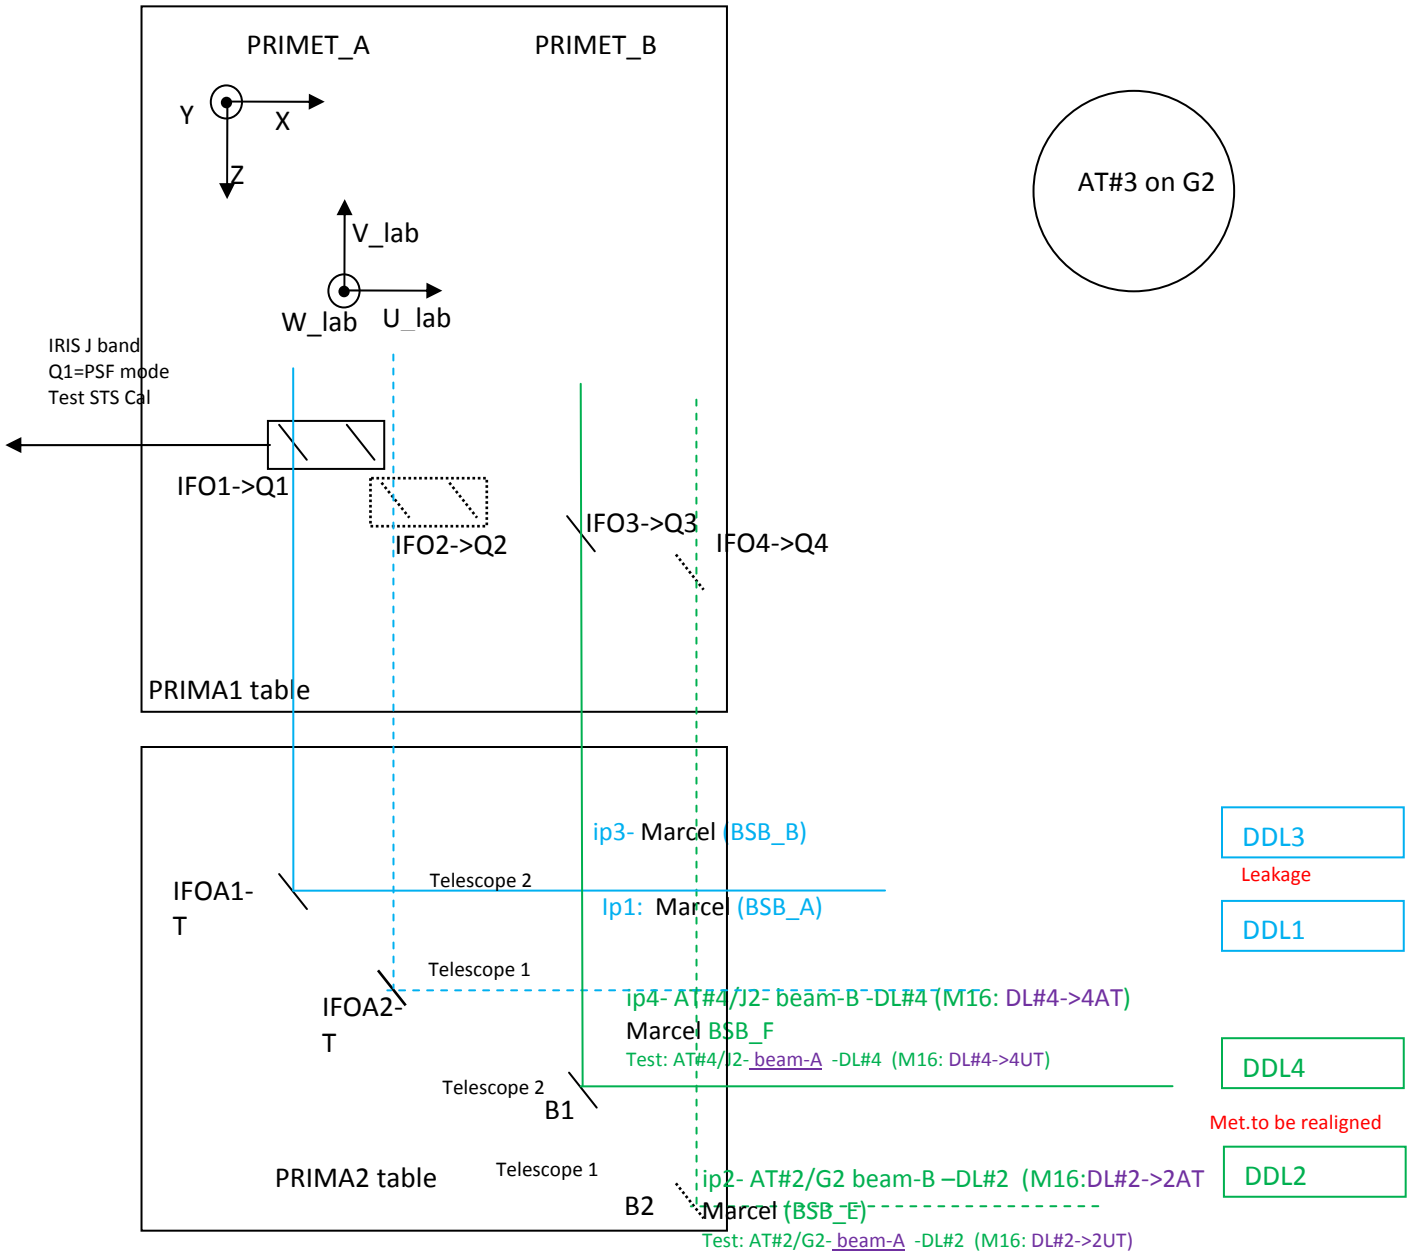 PRIMET_A
PRIMET_B
Y
X
Z
AT#3 on G2
V_lab
W_lab
U_lab
IRIS J band
Q1=PSF mode
Test STS Cal
IFO1->Q1
IFO2->Q2
IFO3->Q3
IFO4->Q4
PRIMA1 table
ip3- Marcel (BSB_B)
DDL3
Leakage
IFOA1-
T
Telescope 2
Ip1:  Marcel (BSB_A)
DDL1
Telescope 1
IFOA2-
T
ip4- AT#4/J2- beam-B -DL#4 (M16: DL#4->4AT)
Marcel BSB_F
Test: AT#4/J2- beam-A  -DL#4  (M16: DL#4->4UT)
DDL4
Telescope 2
B1
Met.to be realigned
PRIMA2 table
Telescope 1
B2
ip2- AT#2/G2 beam-B –DL#2  (M16:DL#2->2AT
Marcel (BSB_E)
Test: AT#2/G2- beam-A  -DL#2  (M16: DL#2->2UT)
DDL2